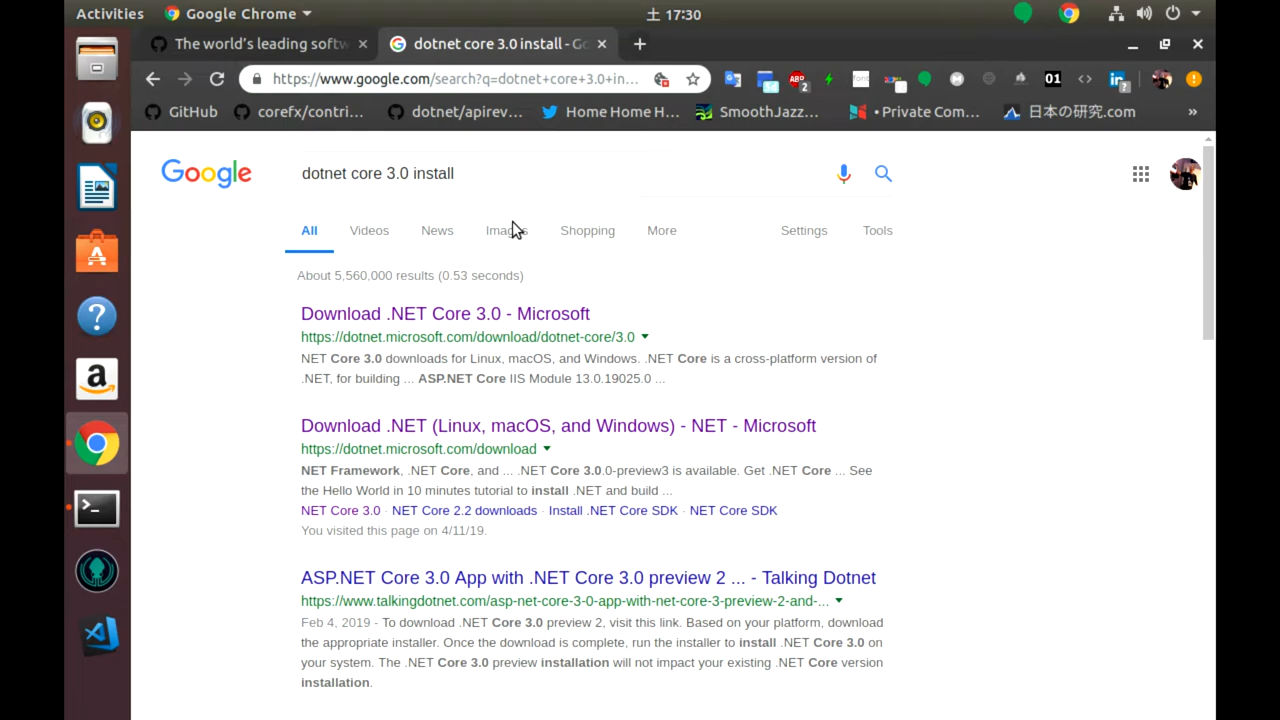 Activities
Google Chrome
土 17:30
The world's leading softw
dotnet core 3.0 install - Go
https://www.google.com/search?q=dotnet+core+3.0+in...
ABP
2
font
01
<>
in
?
GitHub
corefx/contri...
dotnet/apirev...
Home Home H...
SmoothJazz...
• Private Com...
日本の研究.com
»
Google
dotnet core 3.0 install
All
Videos
News
Images
Shopping
More
Settings
Tools
About 5,560,000 results (0.53 seconds)
Download .NET Core 3.0 - Microsoft
https://dotnet.microsoft.com/download/dotnet-core/3.0
NET Core 3.0 downloads for Linux, macOS, and Windows. .NET Core is a cross-platform version of
.NET, for building ... ASP.NET Core IIS Module 13.0.19025.0 ...
Download .NET (Linux, macOS, and Windows) - NET - Microsoft
https://dotnet.microsoft.com/download
NET Framework, .NET Core, and ... .NET Core 3.0.0-preview3 is available. Get .NET Core ... See
the Hello World in 10 minutes tutorial to install .NET and build ...
NET Core 3.0 · NET Core 2.2 downloads · Install .NET Core SDK · NET Core SDK
You visited this page on 4/11/19.
ASP.NET Core 3.0 App with .NET Core 3.0 preview 2 ... - Talking Dotnet
https://www.talkingdotnet.com/asp-net-core-3-0-app-with-net-core-3-preview-2-and-...
Feb 4, 2019 - To download .NET Core 3.0 preview 2, visit this link. Based on your platform, download
the appropriate installer. Once the download is complete, run the installer to install .NET Core 3.0 on
your system. The .NET Core 3.0 preview installation will not impact your existing .NET Core version
installation.